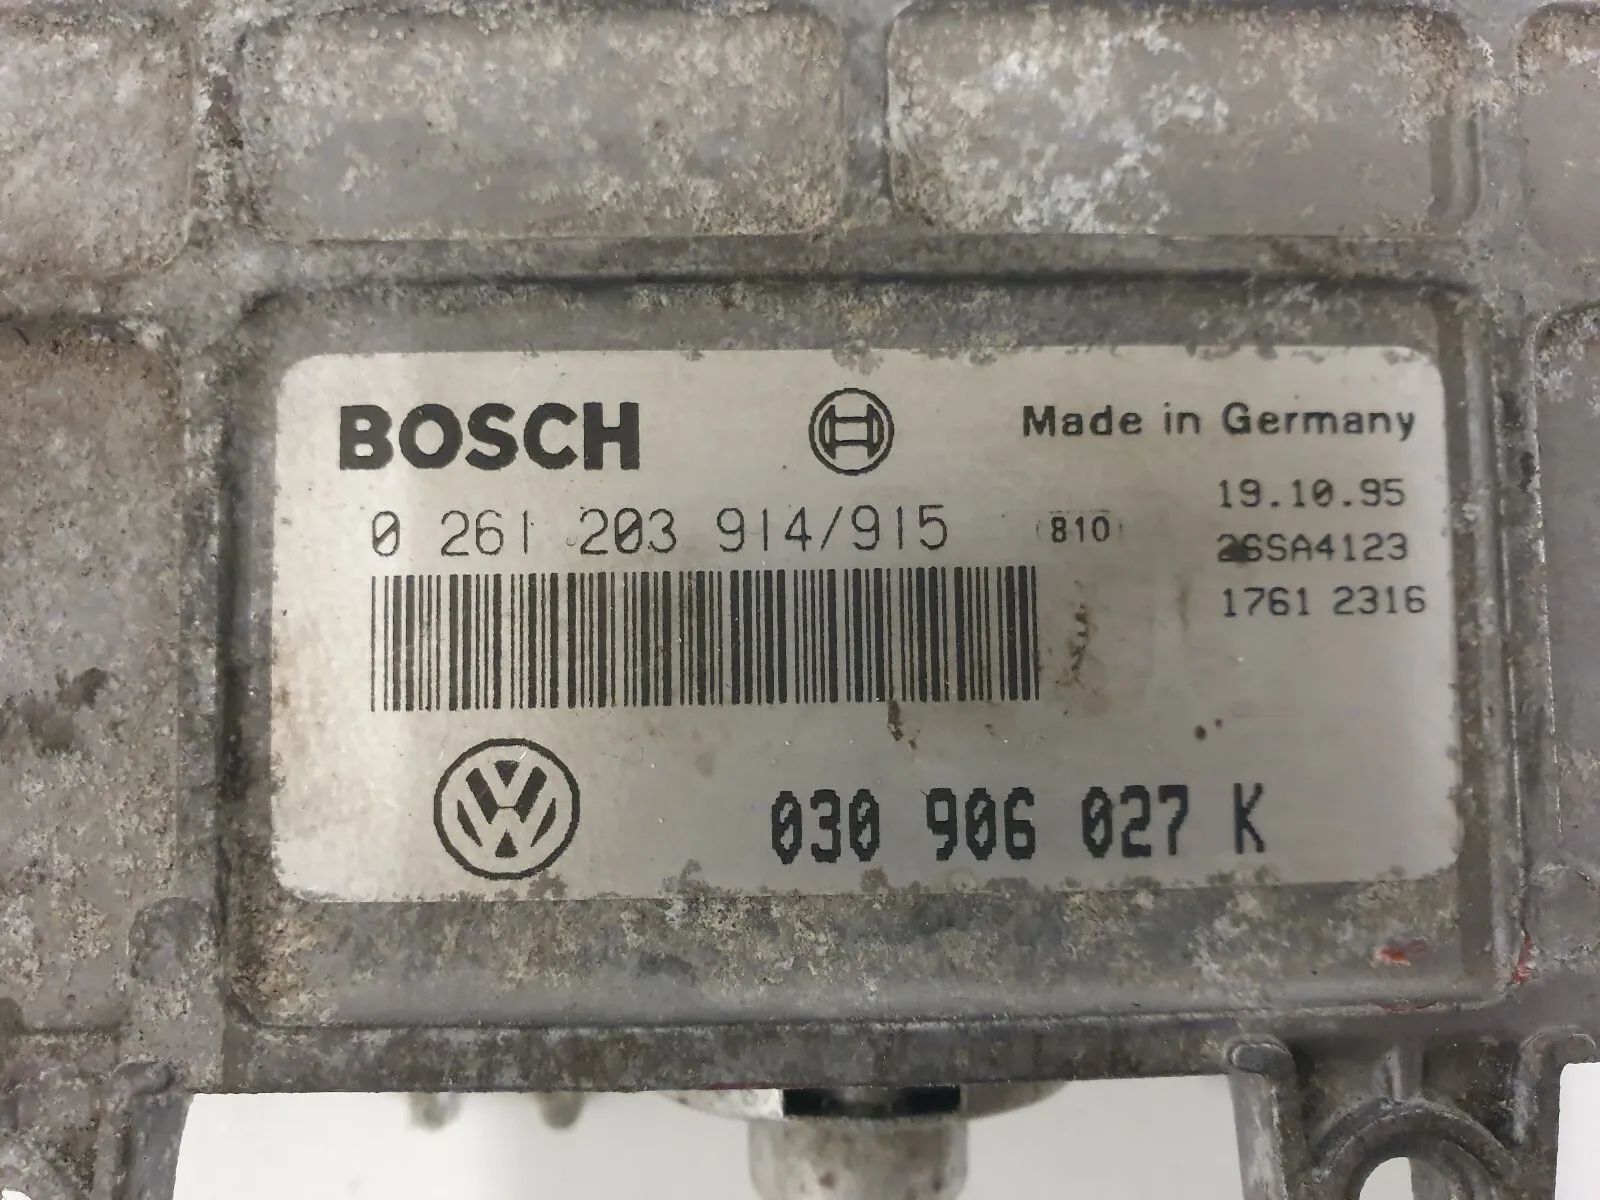 BOSCH
Made in Germany
0 261 203 914/915
810
19.10.95
26SA4123
1761 2316
030 906 027 K